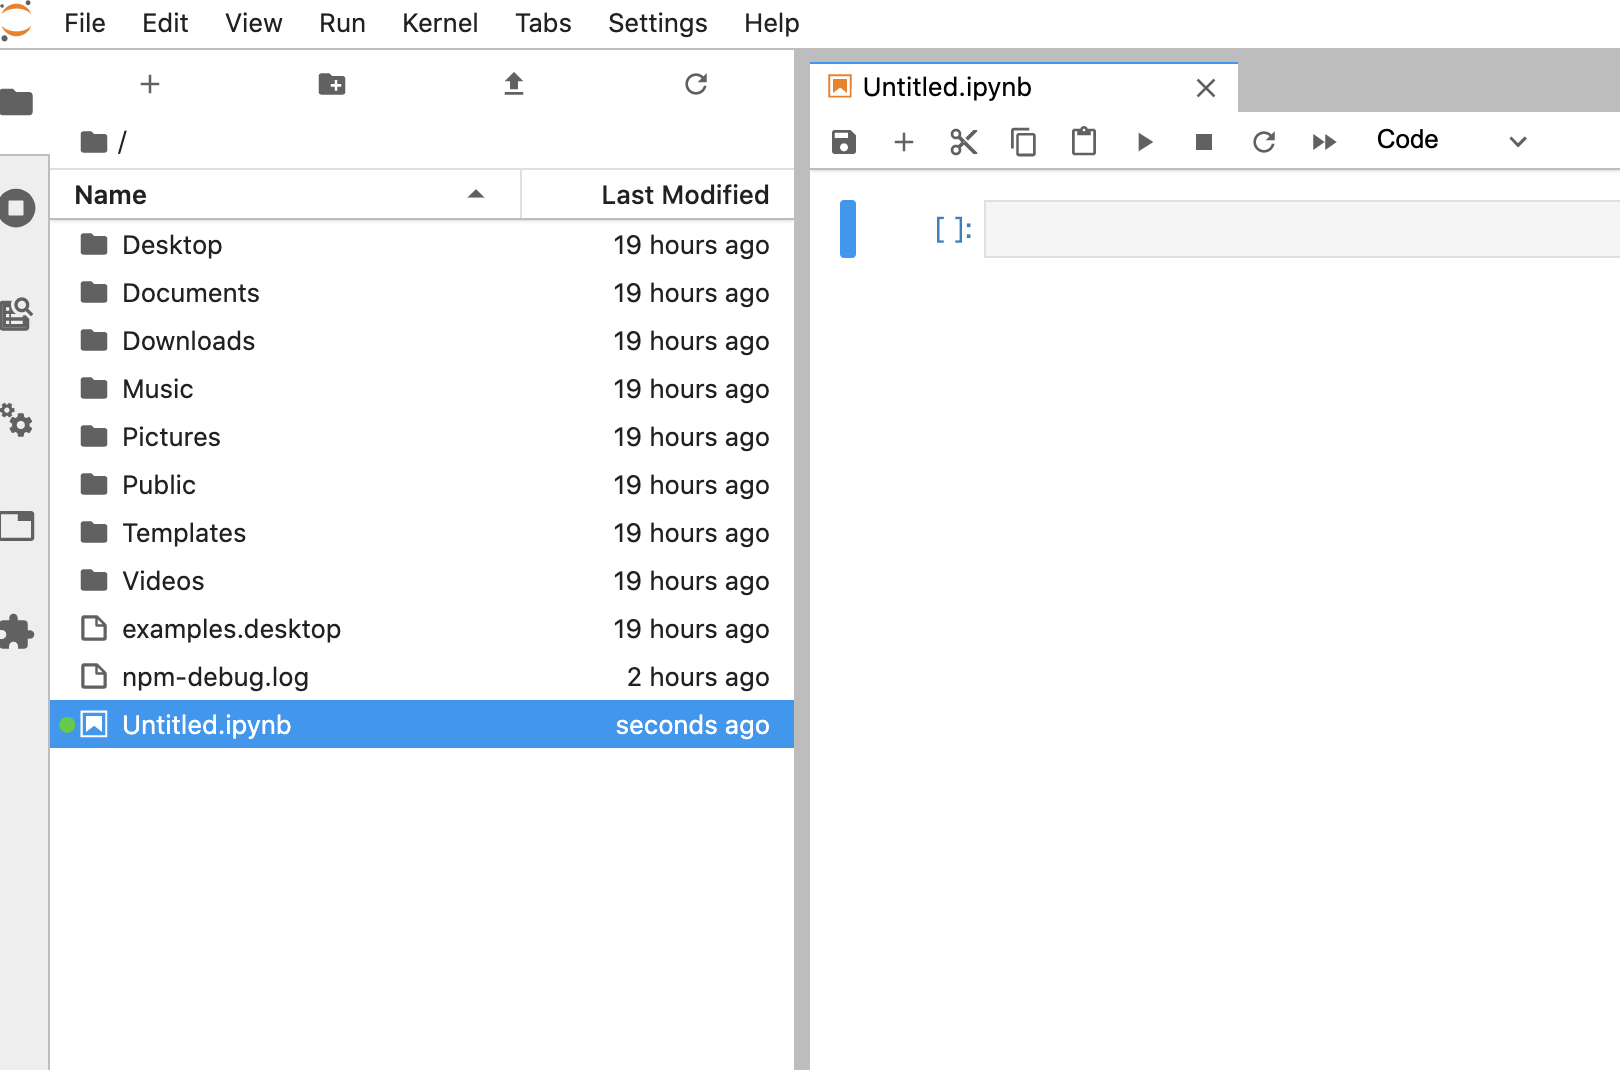 File Edit View Run Kernel Tabs Settings Help
/
Name Last Modified
Desktop 19 hours ago
Documents 19 hours ago
Downloads 19 hours ago
Music 19 hours ago
Pictures 19 hours ago
Public 19 hours ago
Templates 19 hours ago
Videos 19 hours ago
examples.desktop 19 hours ago
npm-debug.log 2 hours ago
Untitled.ipynb seconds ago
Untitled.ipynb
Code
[ ]: